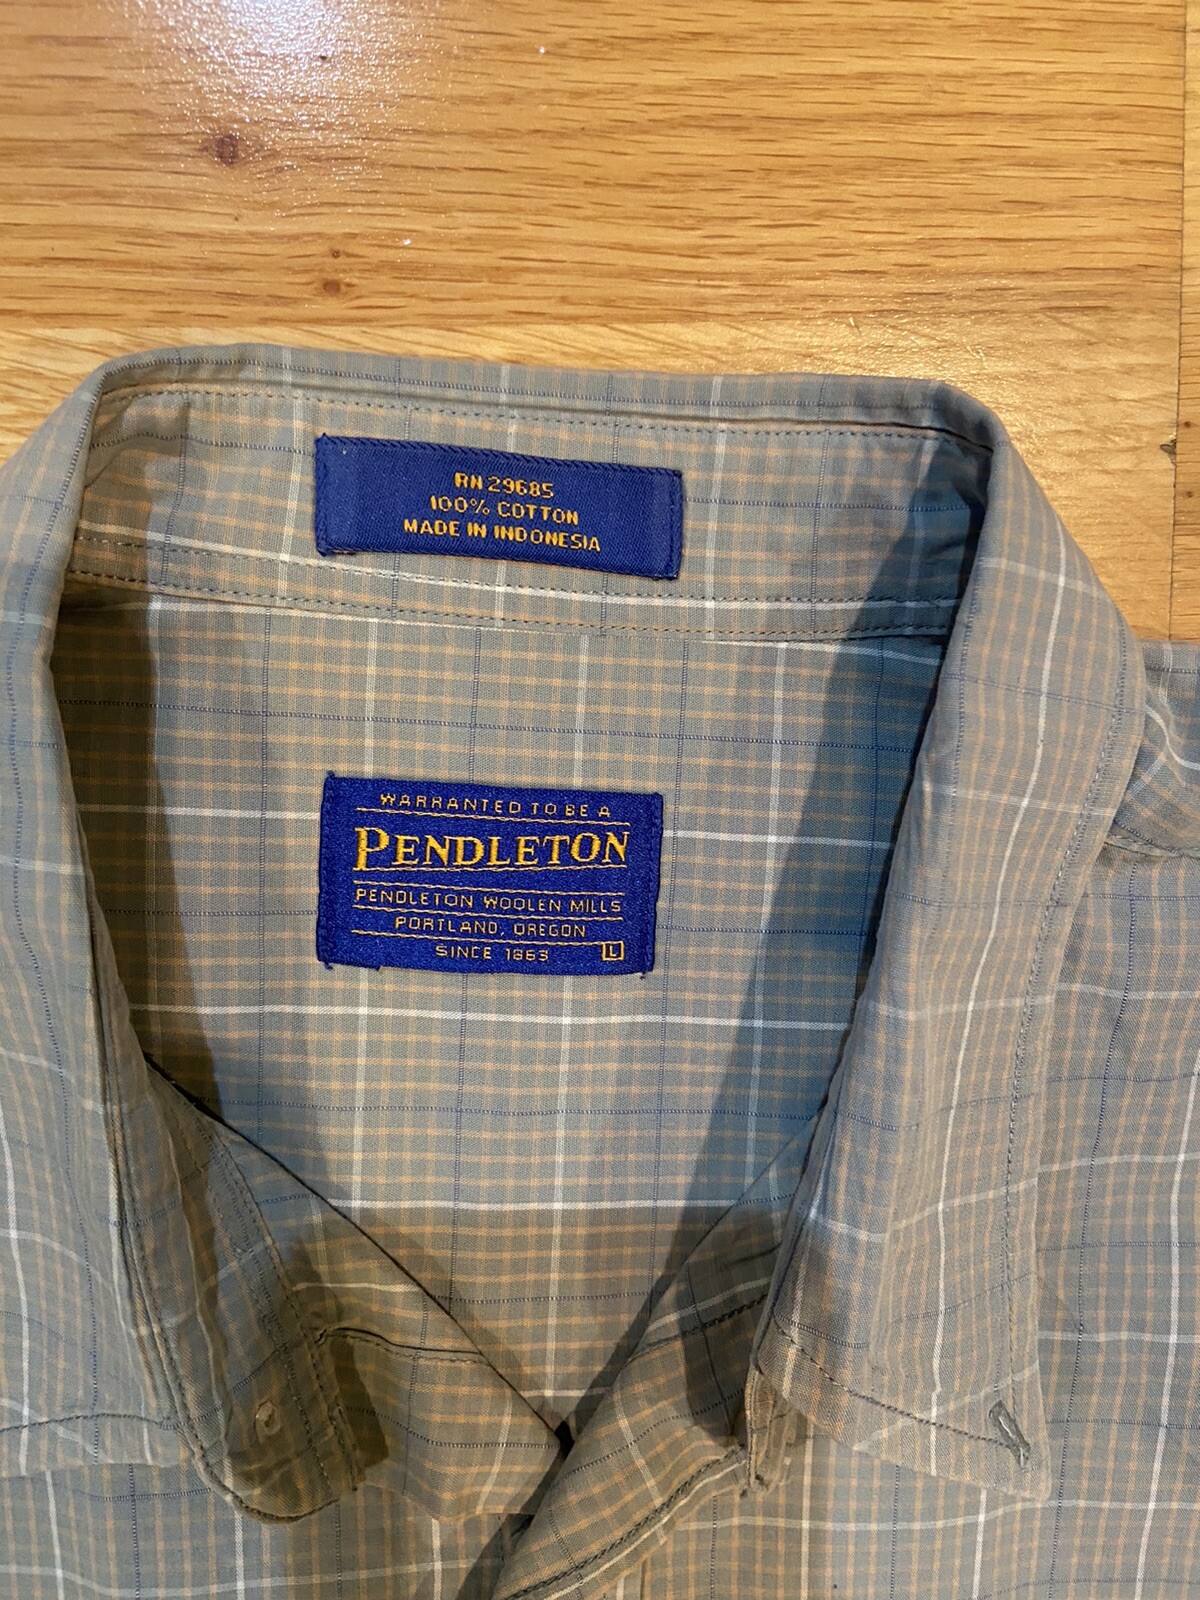 RN 29685
100% COTTON
MADE IN INDONESIA
WARRANTED TO BE A
PENDLETON
PENDLETON WOOLEN MILLS
PORTLAND, OREGON
SINCE 1863
L